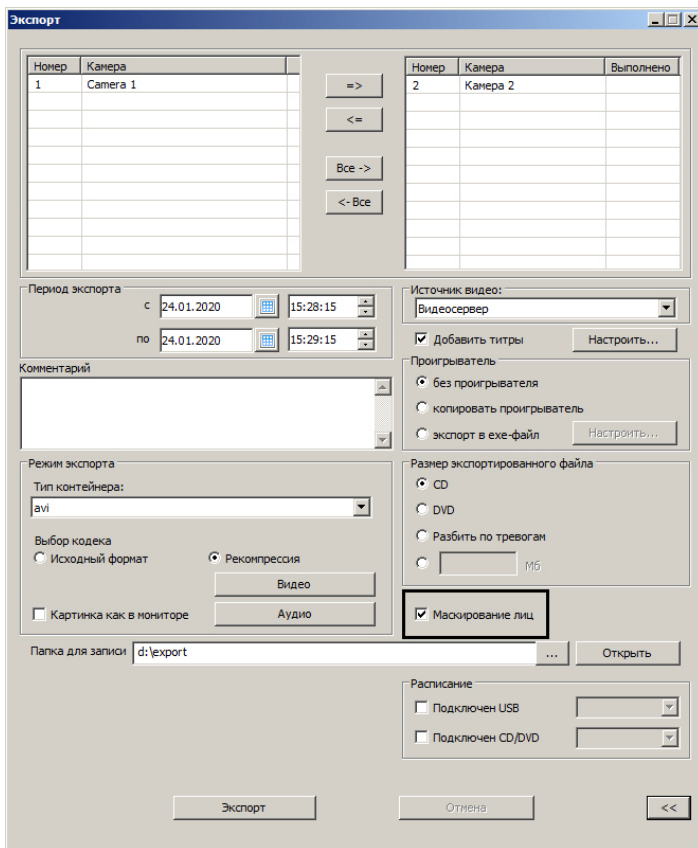 Экспорт
Номер Камера
1 Camera 1
=>
<=
Все ->
<- Все
Номер Камера Выполнено
2 Камера 2
Период экспорта
с 24.01.2020 15:28:15
по 24.01.2020 15:29:15
Источник видео:
Видеосервер
Добавить титры Настроить...
Комментарий
Проигрыватель
без проигрывателя
копировать проигрыватель
экспорт в exe-файл Настроить...
Режим экспорта
Тип контейнера:
avi
Выбор кодека
Исходный формат Рекомпрессия
Видео
Картинка как в мониторе Аудио
Размер экспортированного файла
CD
DVD
Разбить по тревогам
Мб
Маскирование лиц
Папка для записи d:\export ... Открыть
Расписание
Подключен USB
Подключен CD/DVD
Экспорт Отмена <<